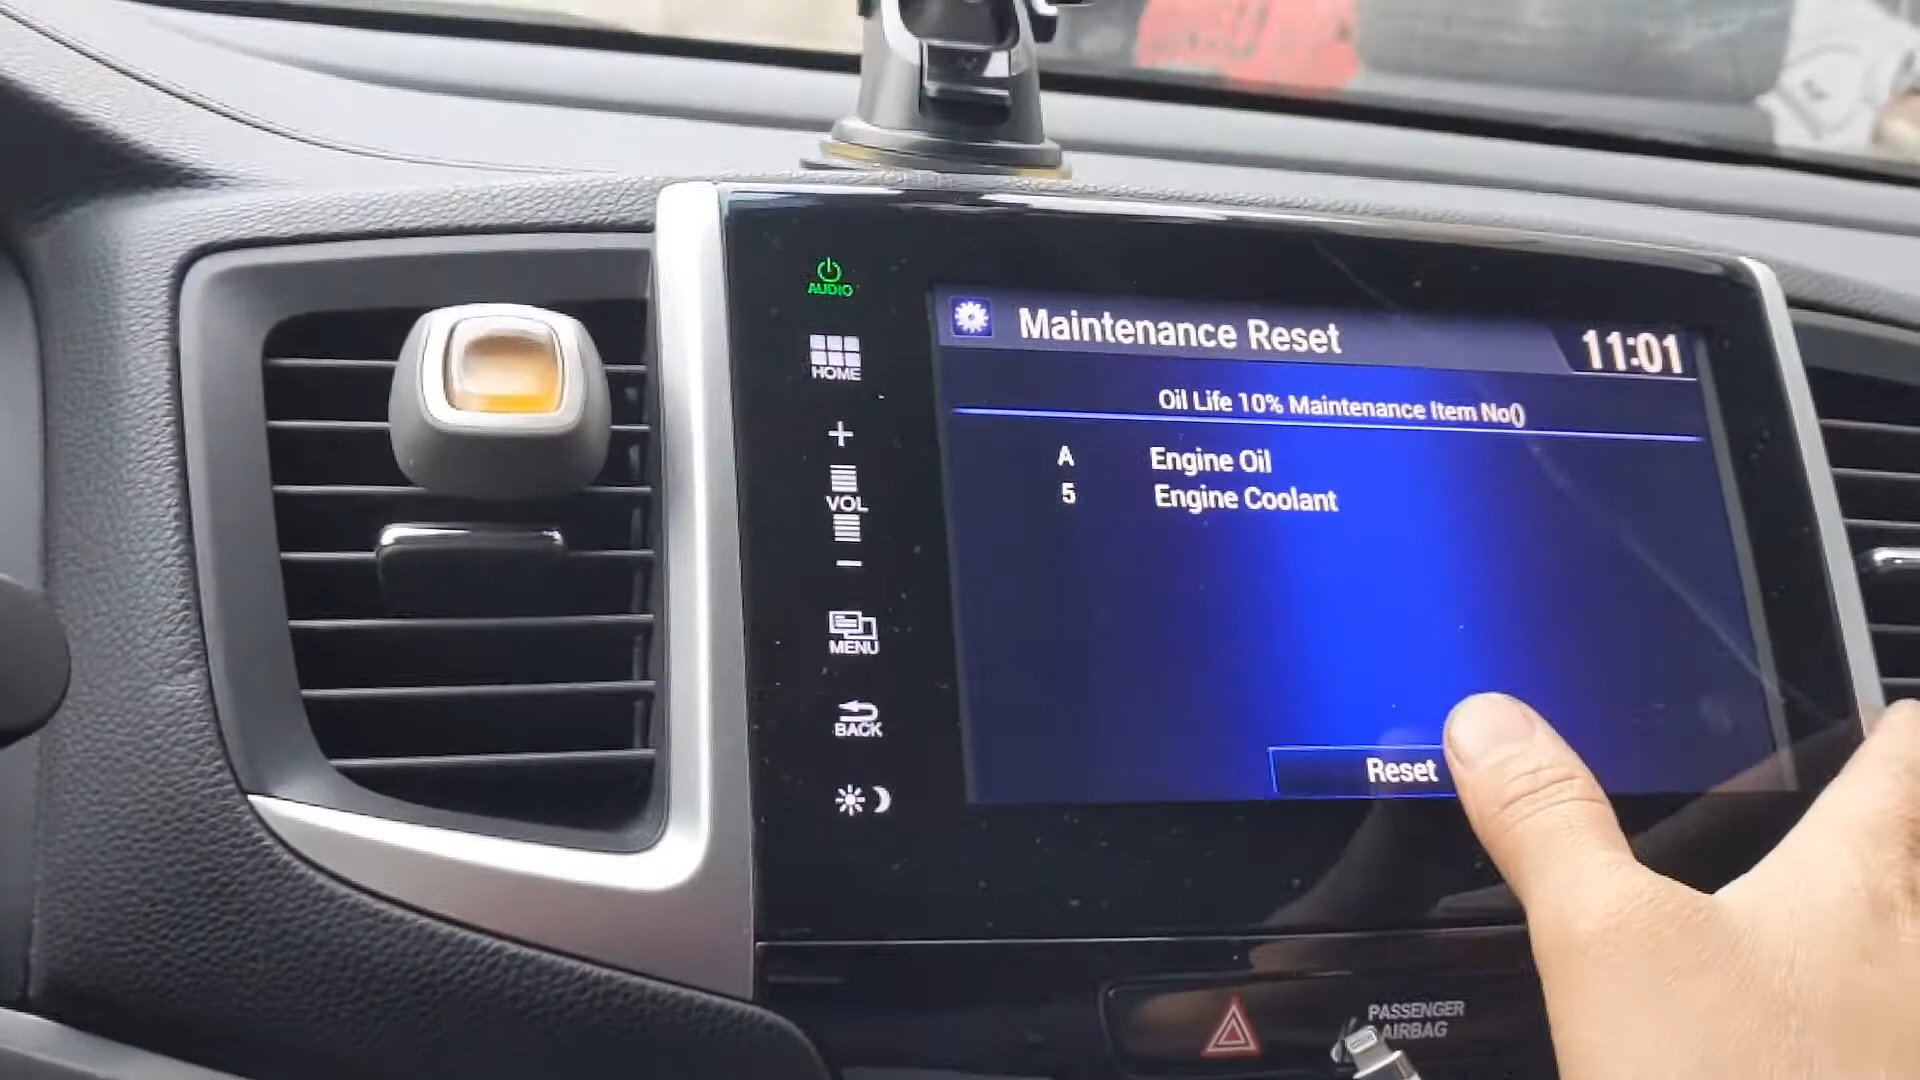 AUDIO
HOME
+
VOL
−
MENU
BACK
Maintenance Reset
11:01
Oil Life 10% Maintenance Item No()
A Engine Oil
5 Engine Coolant
Reset
PASSENGER
AIRBAG